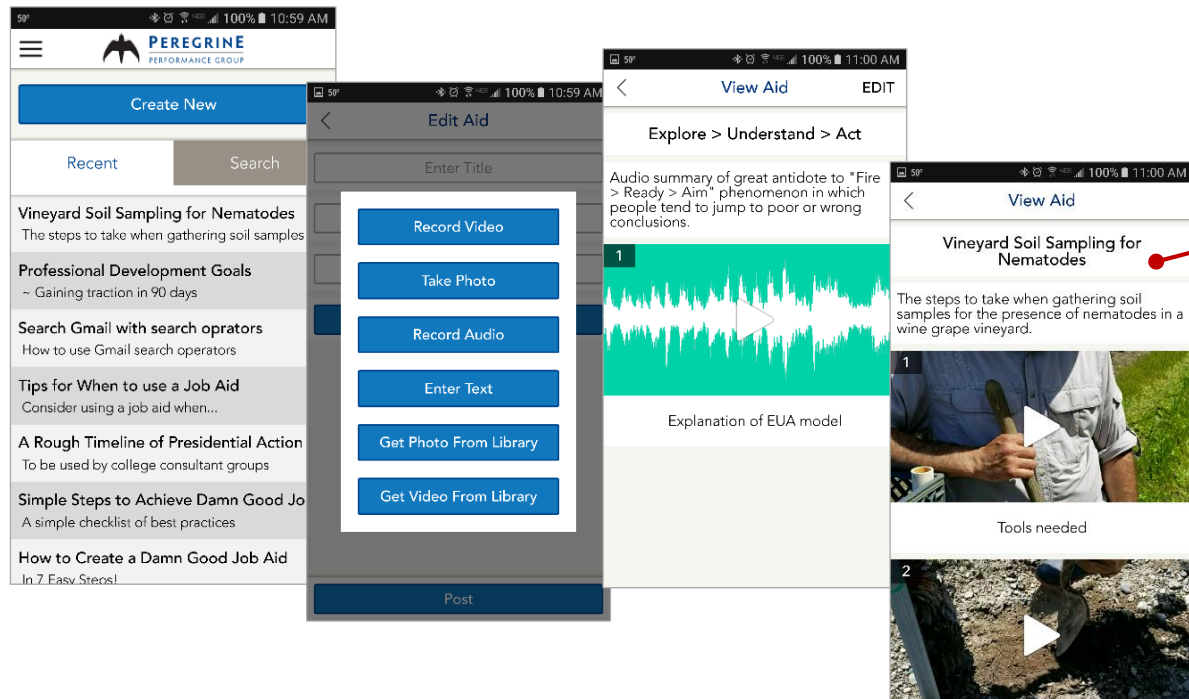 50°
100% 10:59 AM
PEREGRINE
PERFORMANCE GROUP
Create New
Recent
Search
Vineyard Soil Sampling for Nematodes
The steps to take when gathering soil samples
Professional Development Goals
~ Gaining traction in 90 days
Search Gmail with search oprators
How to use Gmail search operators
Tips for When to use a Job Aid
Consider using a job aid when...
A Rough Timeline of Presidential Action
To be used by college consultant groups
Simple Steps to Achieve Damn Good Jo
A simple checklist of best practices
How to Create a Damn Good Job Aid
In 7 Easy Steps!
50°
100% 10:59 AM
Edit Aid
Enter Title
Record Video
Take Photo
Record Audio
Enter Text
Get Photo From Library
Get Video From Library
Post
50°
100% 11:00 AM
View Aid
EDIT
Explore > Understand > Act
Audio summary of great antidote to "Fire
> Ready > Aim" phenomenon in which
people tend to jump to poor or wrong
conclusions.
1
Explanation of EUA model
50°
100% 11:00 AM
View Aid
Vineyard Soil Sampling for
Nematodes
The steps to take when gathering soil
samples for the presence of nematodes in a
wine grape vineyard.
1
Tools needed
2